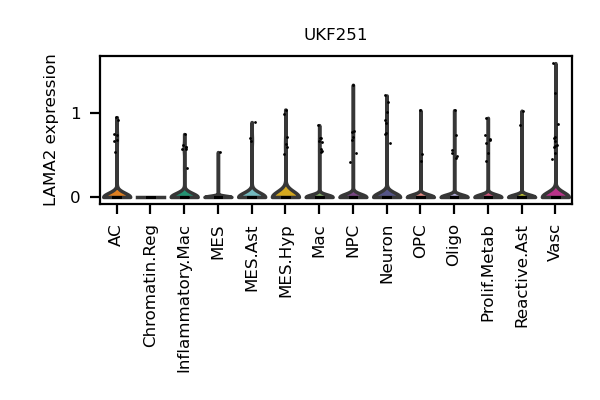 UKF251
LAMA2 expression
1
0
AC
Chromatin.Reg
Inflammatory.Mac
MES
MES.Ast
MES.Hyp
Mac
NPC
Neuron
OPC
Oligo
Prolif.Metab
Reactive.Ast
Vasc